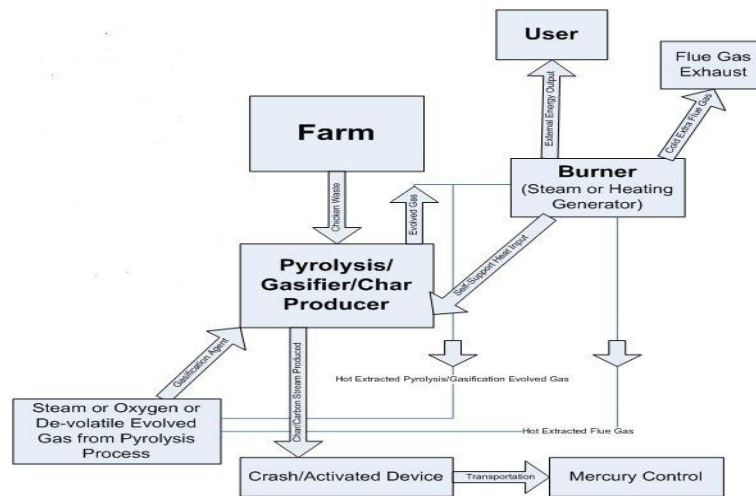 User
Flue Gas
Exhaust
External Energy Output
Cold Extra Flue Gas
Farm
Burner
(Steam or Heating
Generator)
Chicken Waste
Evolved Gas
Pyrolysis/
Gasifier/Char
Producer
Self-Support Heat Input
Gasification Agent
Char/Carbon Stream Produced
Hot Extracted Pyrolysis/Gasification Evolved Gas
Steam or Oxygen or
De-volatile Evolved
Gas from Pyrolysis
Process
Hot Extracted Flue Gas
Crash/Activated Device
Transportation
Mercury Control